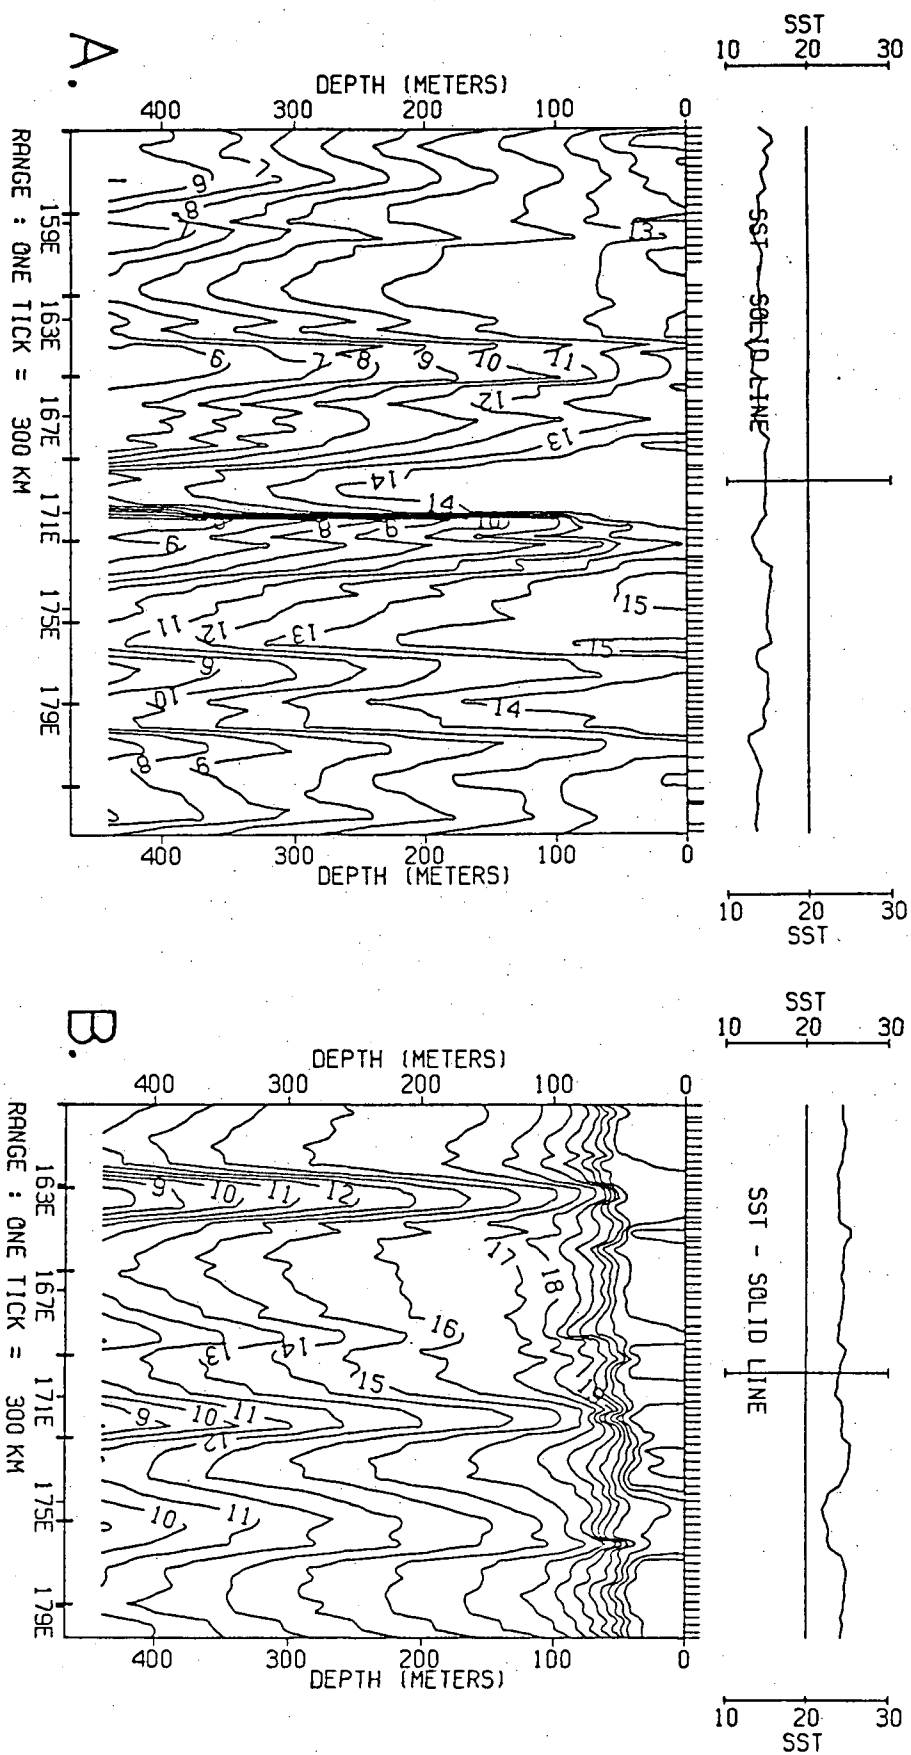 SST
10 20 30
SST - SOLID LINE
DEPTH (METERS)
400 300 200 100 0
A.
RANGE : ONE TICK = 300 KM
159E 163E 167E 171E 175E 179E
7
6
8
7
13
9 7 8 9 10 11
12
13
14
14
10
8 9
9
15
11 12 13
15
9
10
14
8 9
400 300 200 100 0
DEPTH (METERS)
10 20 30
SST
SST
10 20 30
SST - SOLID LINE
DEPTH (METERS)
400 300 200 100 0
B.
RANGE : ONE TICK = 300 KM
163E 167E 171E 175E 179E
9 10 11 12
17 18
16
13 14
15
19
9 10 11
12
10 11
400 300 200 100 0
DEPTH (METERS)
10 20 30
SST